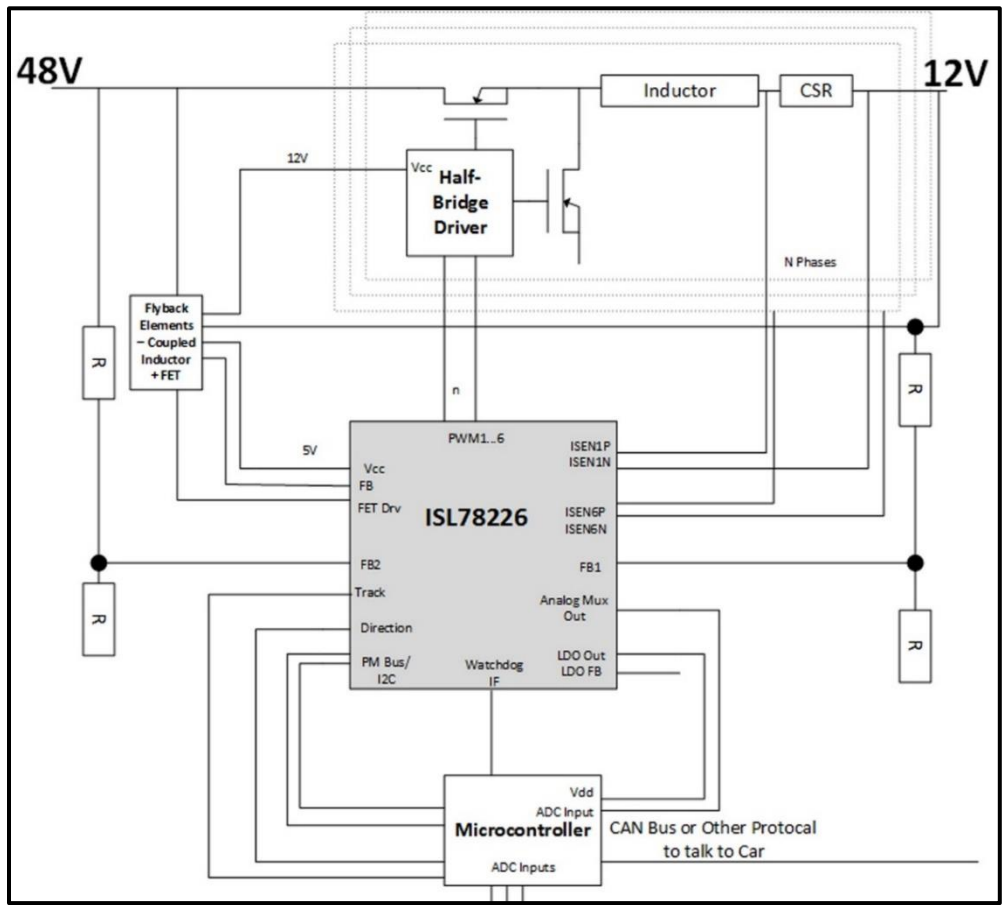 48V
12V
Inductor
CSR
12V
Vcc
Half-
Bridge
Driver
N Phases
Flyback
Elements
– Coupled
Inductor
+ FET
R
R
n
5V
PWM1...6
ISEN1P
ISEN1N
Vcc
FB
FET Drv
ISL78226
ISEN6P
ISEN6N
FB2
FB1
Track
Analog Mux
Out
Direction
R
R
PM Bus/
I2C
Watchdog
IF
LDO Out
LDO FB
Vdd
ADC Input
Microcontroller
CAN Bus or Other Protocal
to talk to Car
ADC Inputs